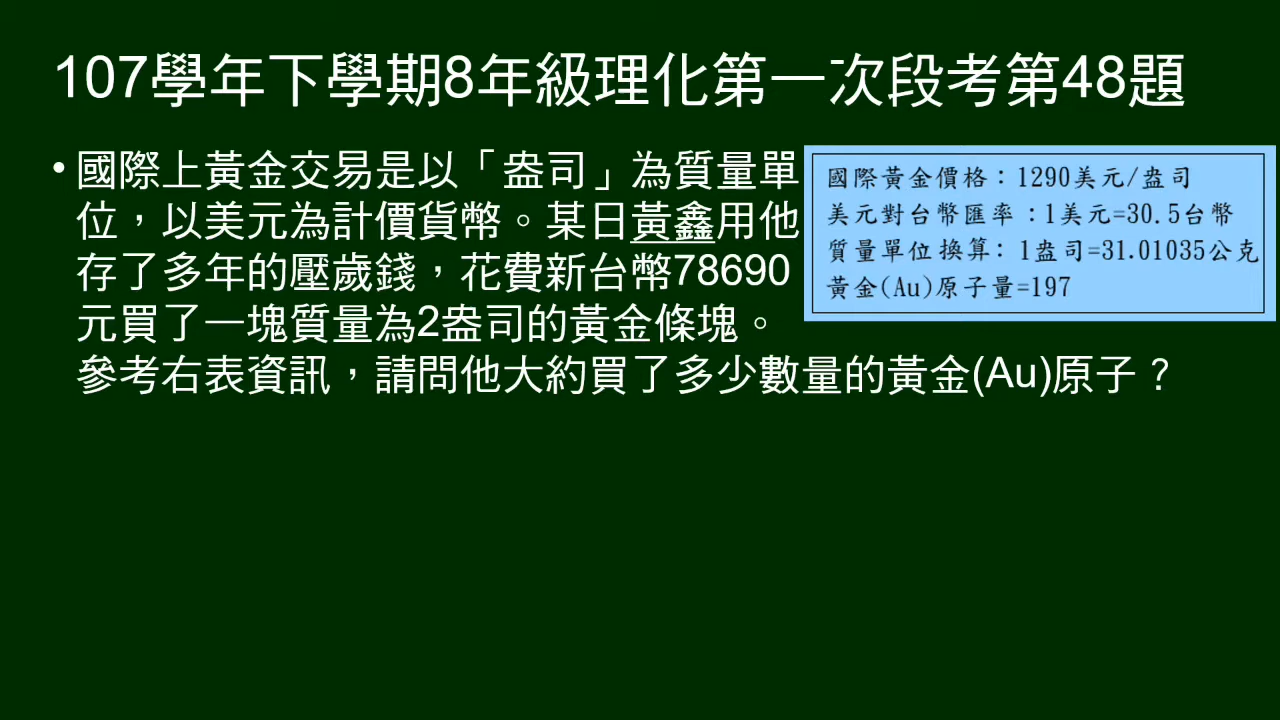 107學年下學期8年級理化第一次段考第48題
• 國際上黃金交易是以「盎司」為質量單
位，以美元為計價貨幣。某日黃鑫用他
存了多年的壓歲錢，花費新台幣78690
元買了一塊質量為2盎司的黃金條塊。
參考右表資訊，請問他大約買了多少數量的黃金(Au)原子？
國際黃金價格：1290美元/盎司
美元對台幣匯率：1美元=30.5台幣
質量單位換算：1盎司=31.01035公克
黃金(Au)原子量=197